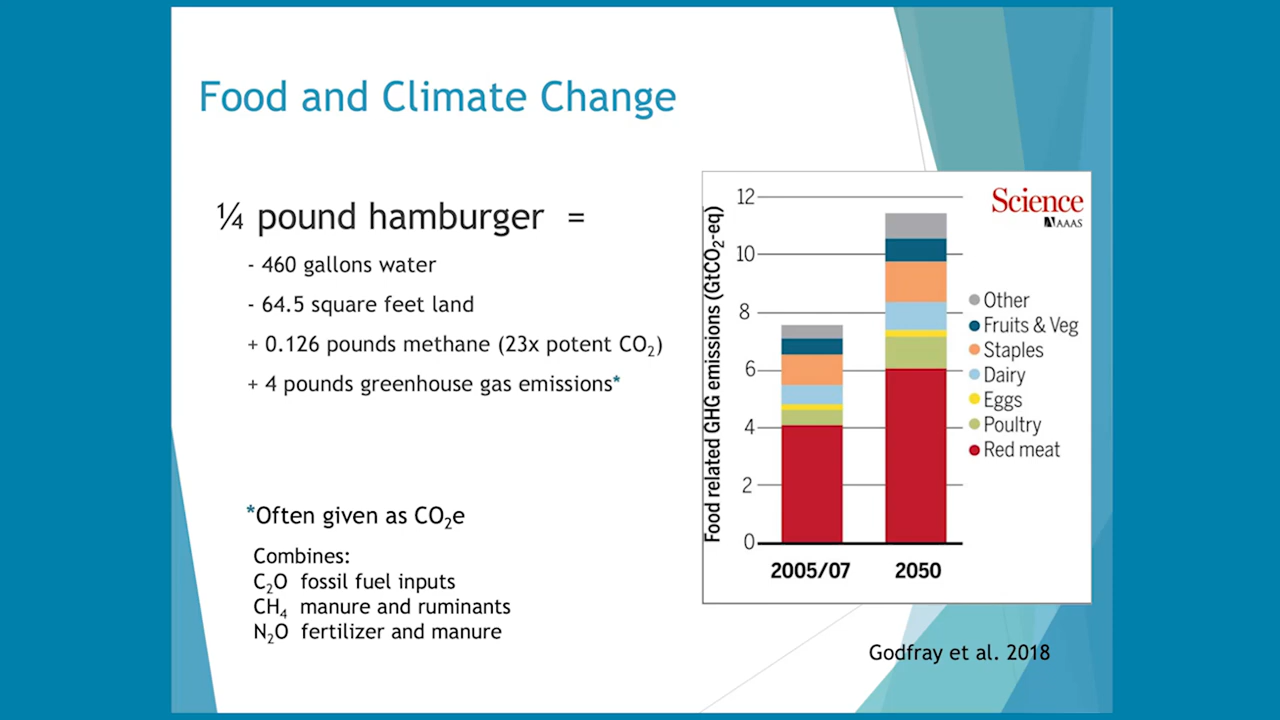 Food and Climate Change
¼ pound hamburger =
- 460 gallons water
- 64.5 square feet land
+ 0.126 pounds methane (23x potent CO₂)
+ 4 pounds greenhouse gas emissions*
*Often given as CO₂e
Combines:
C₂O fossil fuel inputs
CH₄ manure and ruminants
N₂O fertilizer and manure
Science
AAAS
Food related GHG emissions (GtCO₂-eq)
12
10
8
6
4
2
0
2005/07 2050
Other
Fruits & Veg
Staples
Dairy
Eggs
Poultry
Red meat
Godfray et al. 2018